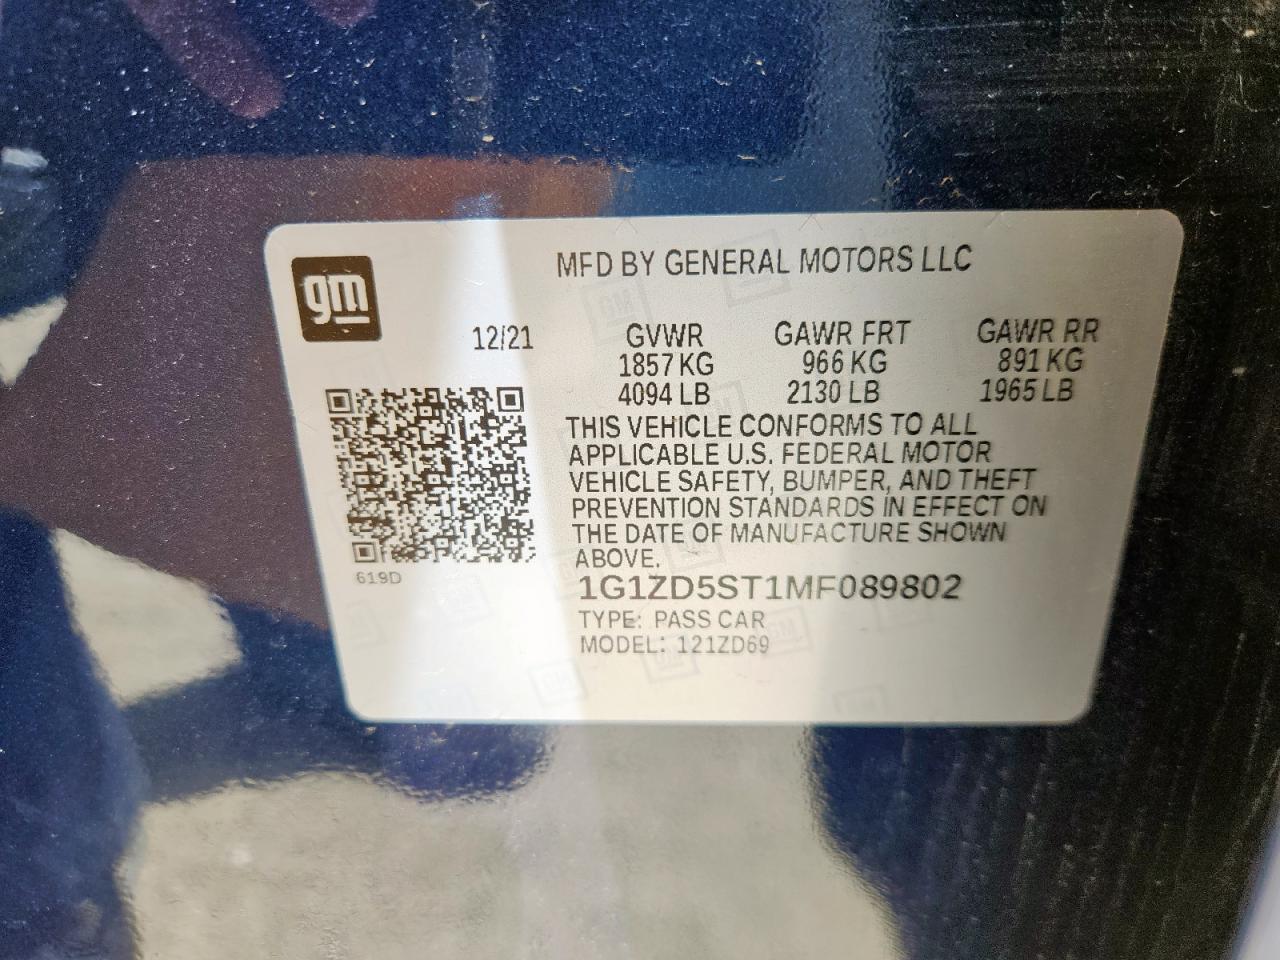 gm
MFD BY GENERAL MOTORS LLC
12/21 GVWR GAWR FRT GAWR RR
1857 KG 966 KG 891 KG
4094 LB 2130 LB 1965 LB
THIS VEHICLE CONFORMS TO ALL
APPLICABLE U.S. FEDERAL MOTOR
VEHICLE SAFETY, BUMPER, AND THEFT
PREVENTION STANDARDS IN EFFECT ON
THE DATE OF MANUFACTURE SHOWN
ABOVE.
619D
1G1ZD5ST1MF089802
TYPE: PASS CAR
MODEL: 121ZD69